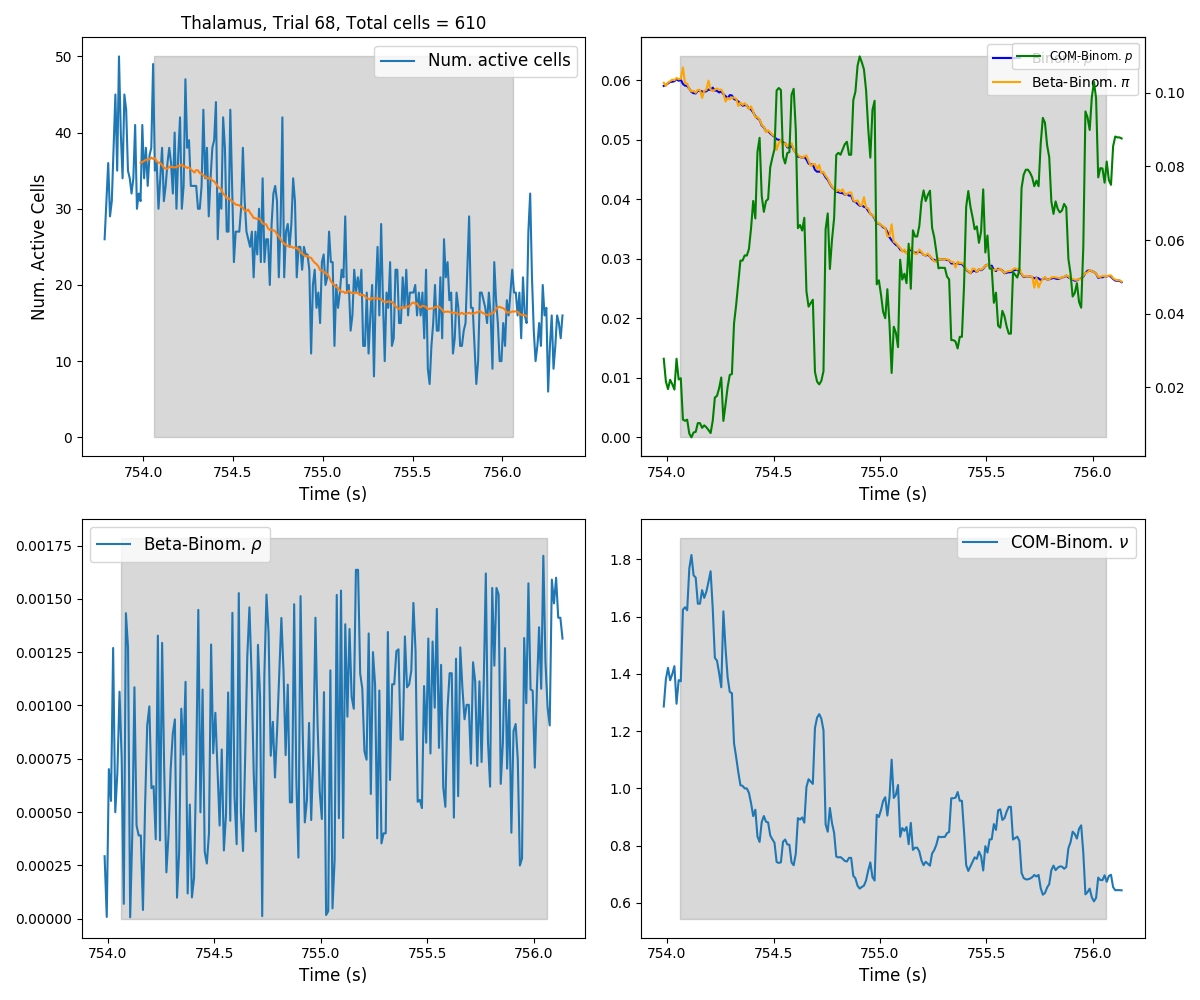 Thalamus, Trial 68, Total cells = 610
Num. active cells
Num. Active Cells
50
40
30
20
10
0
754.0 754.5 755.0 755.5 756.0
Time (s)
COM-Binom. p
Beta-Binom. π
0.06
0.05
0.04
0.03
0.02
0.01
0.00
0.10
0.08
0.06
0.04
0.02
754.0 754.5 755.0 755.5 756.0
Time (s)
Beta-Binom. ρ
0.00175
0.00150
0.00125
0.00100
0.00075
0.00050
0.00025
0.00000
754.0 754.5 755.0 755.5 756.0
Time (s)
COM-Binom. ν
1.8
1.6
1.4
1.2
1.0
0.8
0.6
754.0 754.5 755.0 755.5 756.0
Time (s)